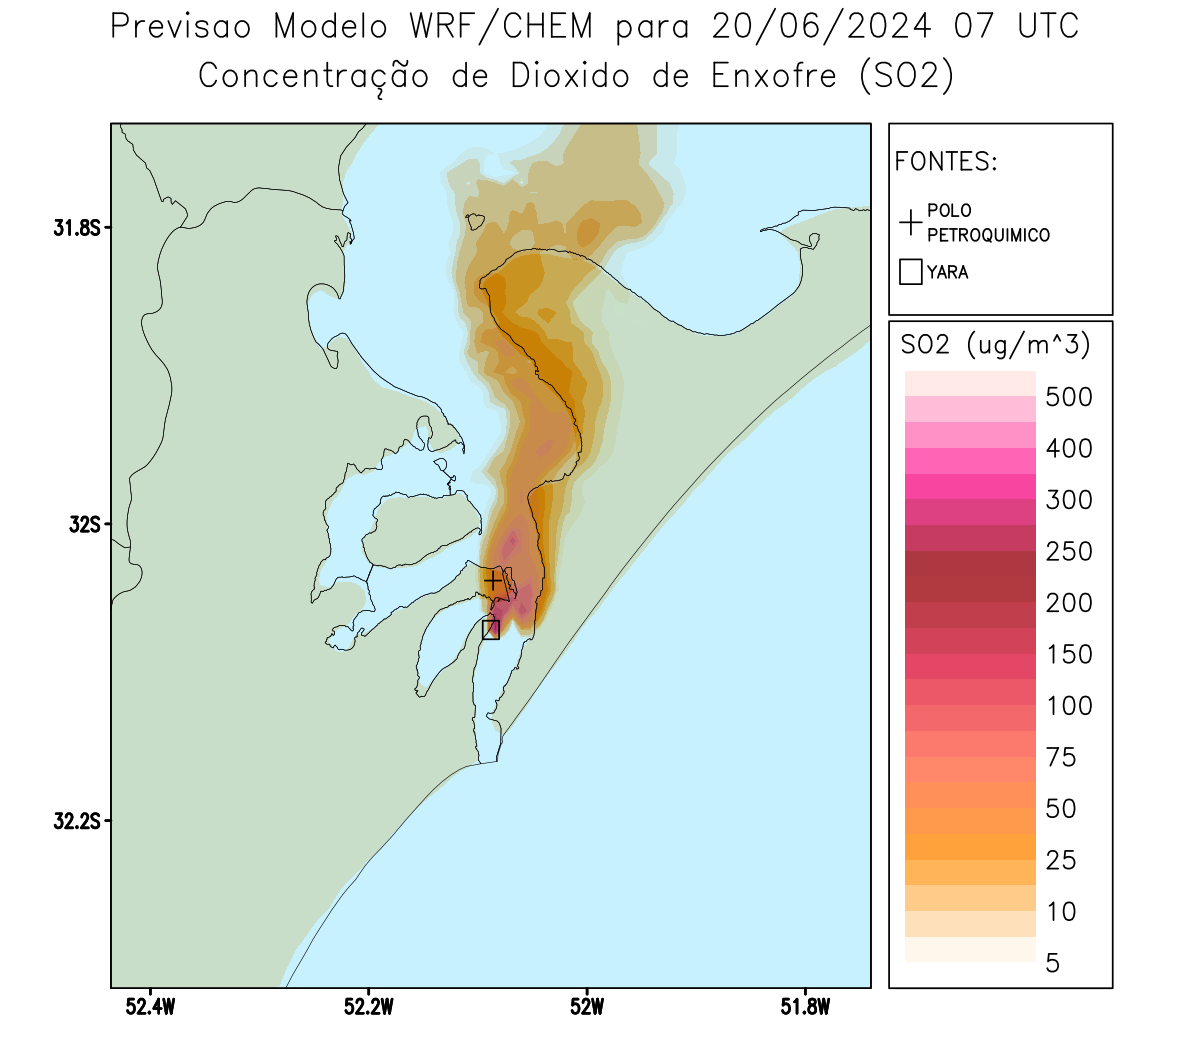 Previsao Modelo WRF/CHEM para 20/06/2024 07 UTC
Concentração de Dioxido de Enxofre (SO2)
FONTES:
POLO
PETROQUIMICO
YARA
SO2 (ug/m^3)
500
400
300
250
200
150
100
75
50
25
10
5
31.8S
32S
32.2S
52.4W
52.2W
52W
51.8W